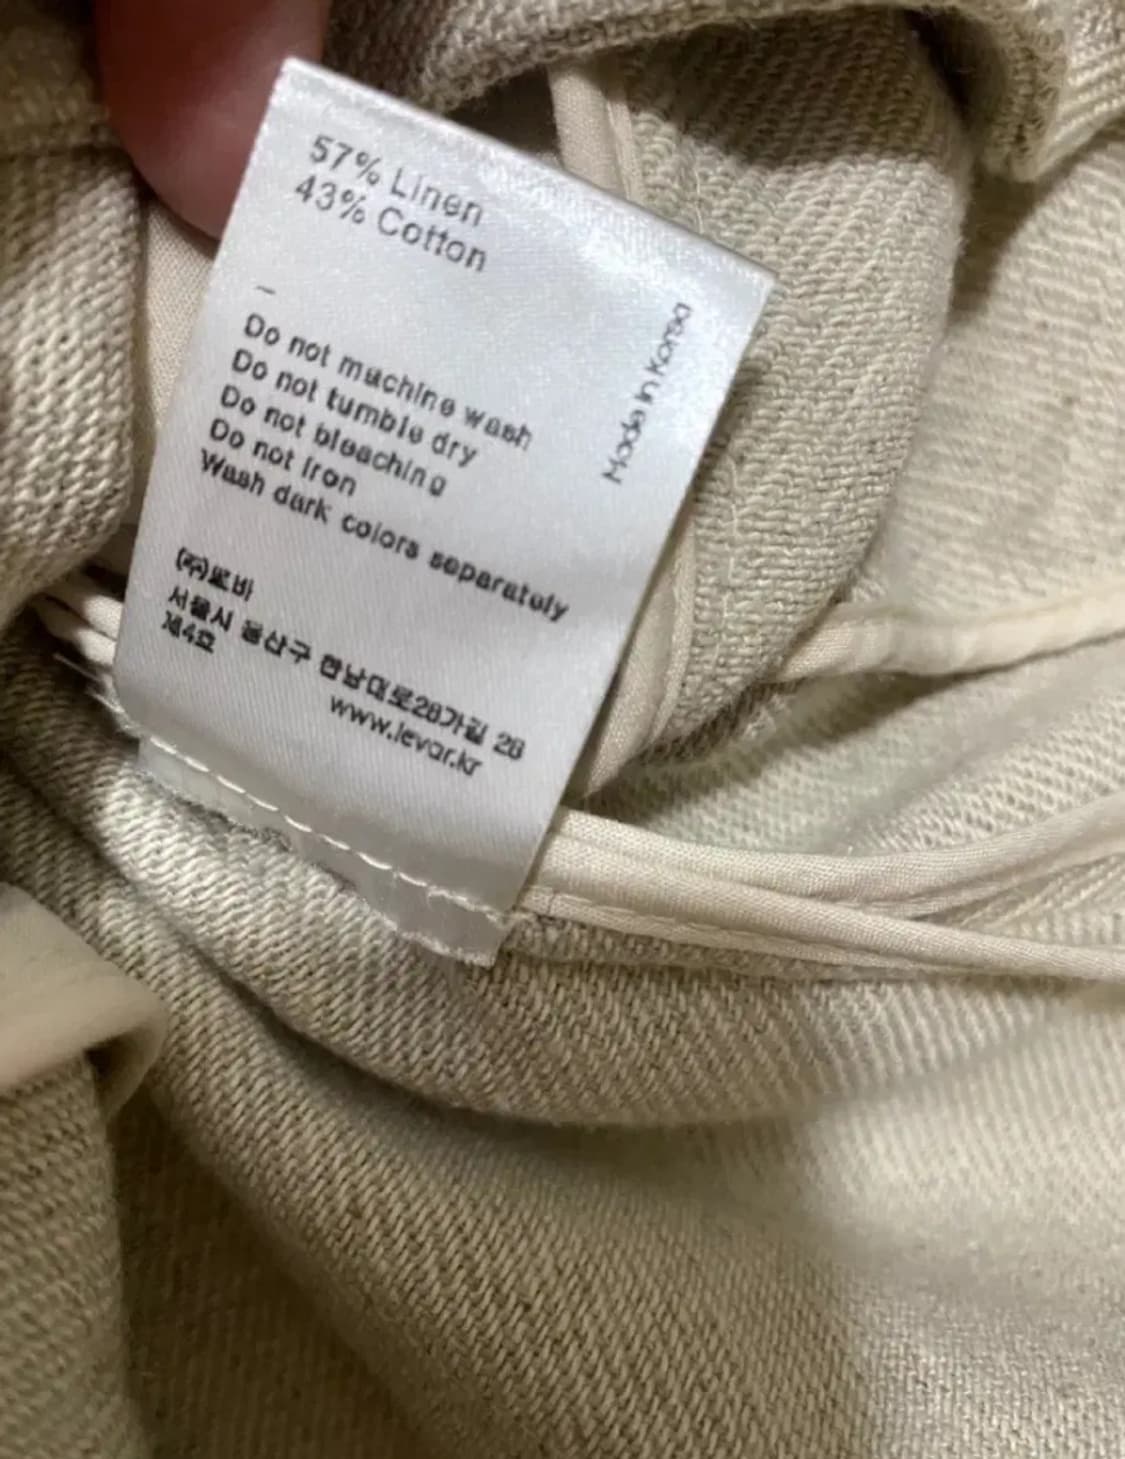 57% Linen
43% Cotton
–
Do not machine wash
Do not tumble dry
Do not bleaching
Do not iron
Wash dark colors separately
(주)로바
서울시 용산구 한남대로28가길 28
제4호
www.levar.kr
Made in Korea